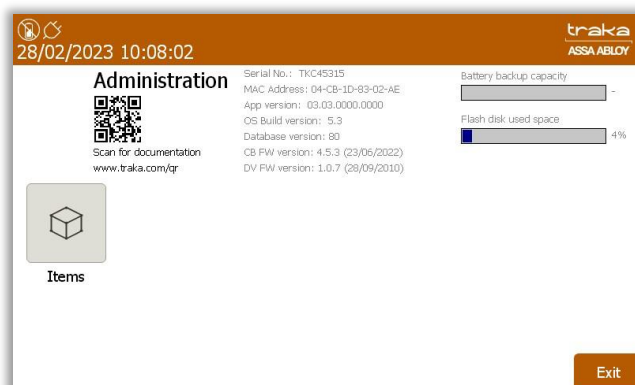 28/02/2023 10:08:02
traka
ASSA ABLOY
Administration
Scan for documentation
www.traka.com/qr
Serial No.: TKC45315
MAC Address: 04-CB-1D-83-02-AE
App version: 03.03.0000.0000
OS Build version: 5.3
Database version: 80
CB FW version: 4.5.3 (23/06/2022)
DV FW version: 1.0.7 (28/09/2010)
Battery backup capacity
-
Flash disk used space
4%
Items
Exit